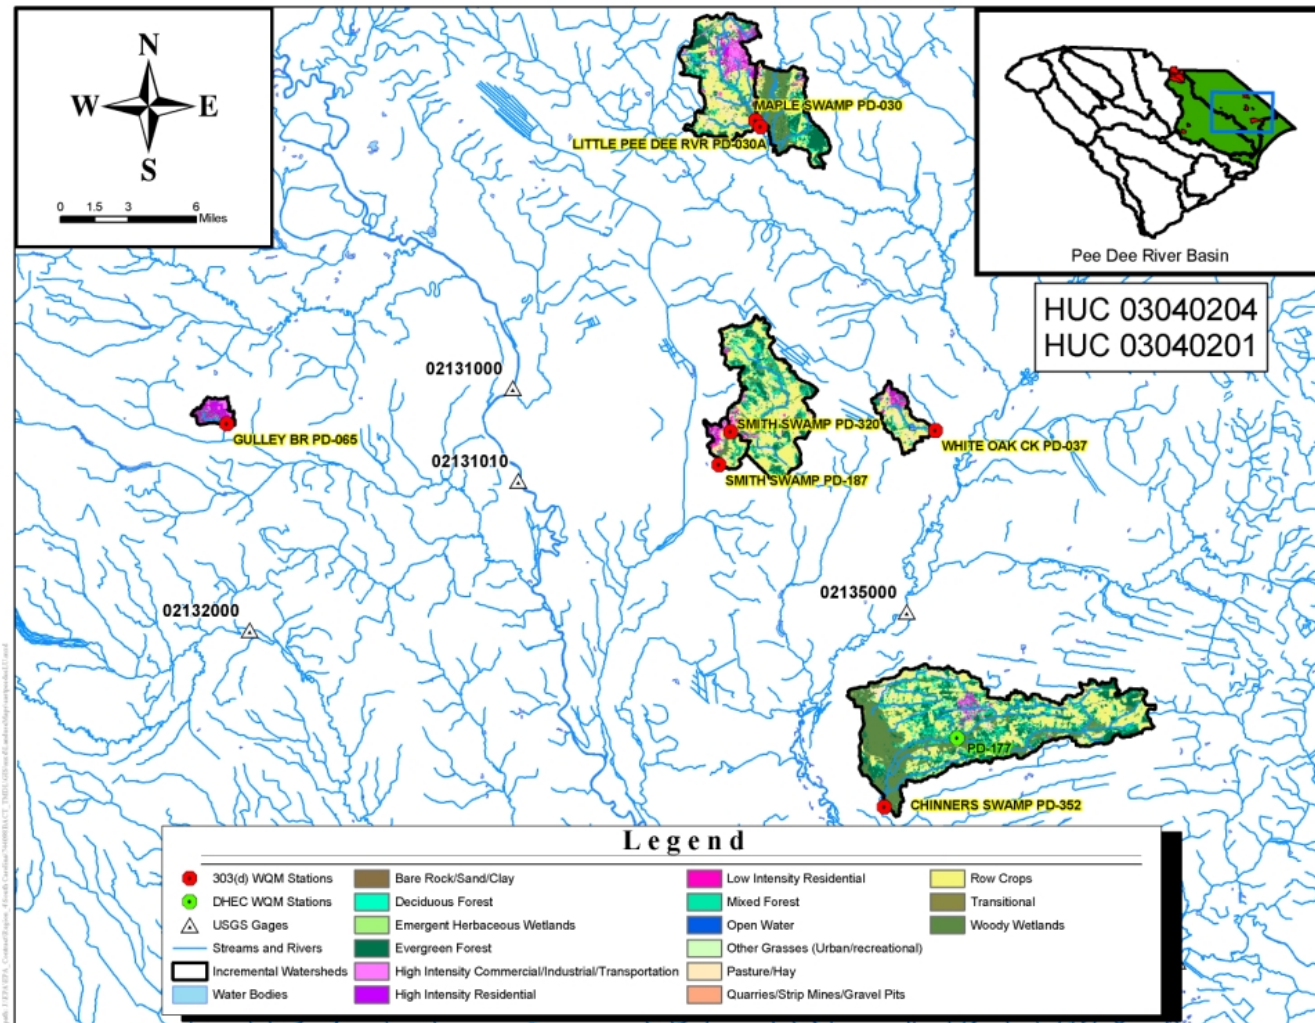 N
W E
S
0 1.5 3 6
Miles
MAPLE SWAMP PD-030
LITTLE PEE DEE RVR PD-030A
Pee Dee River Basin
HUC 03040204
HUC 03040201
02131000
GULLEY BR PD-065
SMITH SWAMP PD-320
WHITE OAK CK PD-037
02131010
SMITH SWAMP PD-187
02132000
02135000
PD-177
CHINNERS SWAMP PD-352
Legend
303(d) WQM Stations
DHEC WQM Stations
USGS Gages
Streams and Rivers
Incremental Watersheds
Water Bodies
Bare Rock/Sand/Clay
Deciduous Forest
Emergent Herbaceous Wetlands
Evergreen Forest
High Intensity Commercial/Industrial/Transportation
High Intensity Residential
Low Intensity Residential
Mixed Forest
Open Water
Other Grasses (Urban/recreational)
Pasture/Hay
Quarries/Strip Mines/Gravel Pits
Row Crops
Transitional
Woody Wetlands